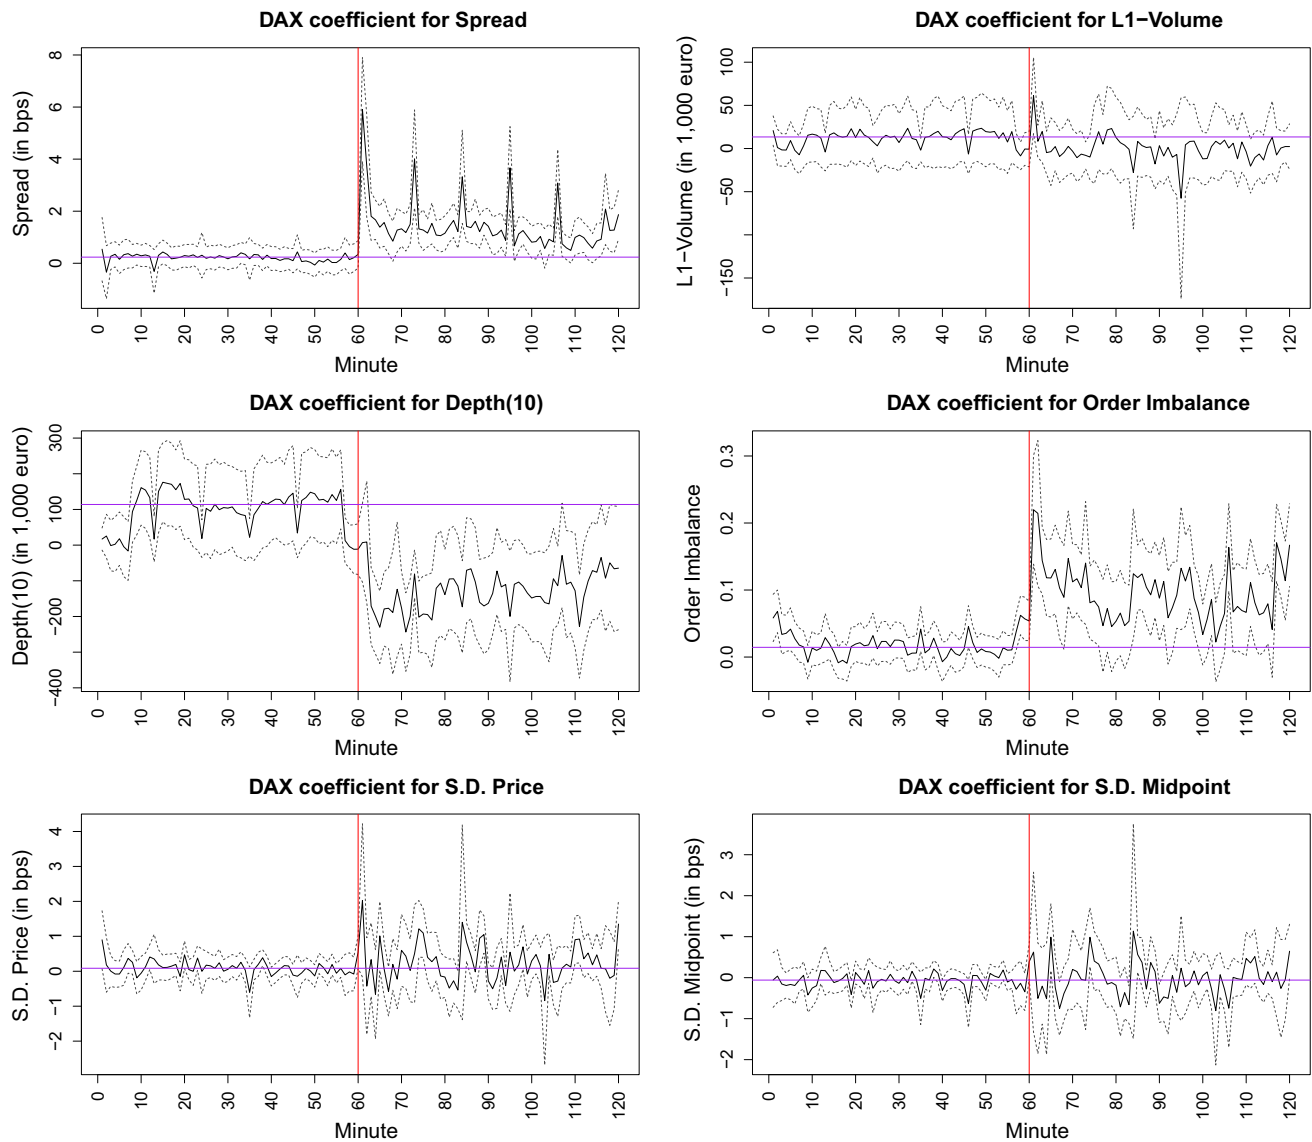 DAX coefficient for Spread
Spread (in bps)
8
6
4
2
0
0 10 20 30 40 50 60 70 80 90 100 110 120
Minute
DAX coefficient for L1−Volume
L1−Volume (in 1,000 euro)
100
50
0
−50
−150
0 10 20 30 40 50 60 70 80 90 100 110 120
Minute
DAX coefficient for Depth(10)
Depth(10) (in 1,000 euro)
300
100
0
−200
−400
0 10 20 30 40 50 60 70 80 90 100 110 120
Minute
DAX coefficient for Order Imbalance
Order Imbalance
0.3
0.2
0.1
0.0
0 10 20 30 40 50 60 70 80 90 100 110 120
Minute
DAX coefficient for S.D. Price
S.D. Price (in bps)
4
3
2
1
0
−1
−2
0 10 20 30 40 50 60 70 80 90 100 110 120
Minute
DAX coefficient for S.D. Midpoint
S.D. Midpoint (in bps)
3
2
1
0
−1
−2
0 10 20 30 40 50 60 70 80 90 100 110 120
Minute